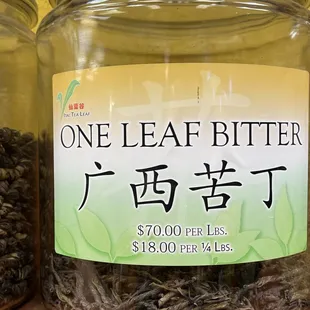 ONE LEAF BITTER
广西苦丁
$70.00 PER LBS.
$18.00 PER ¼ LBS.